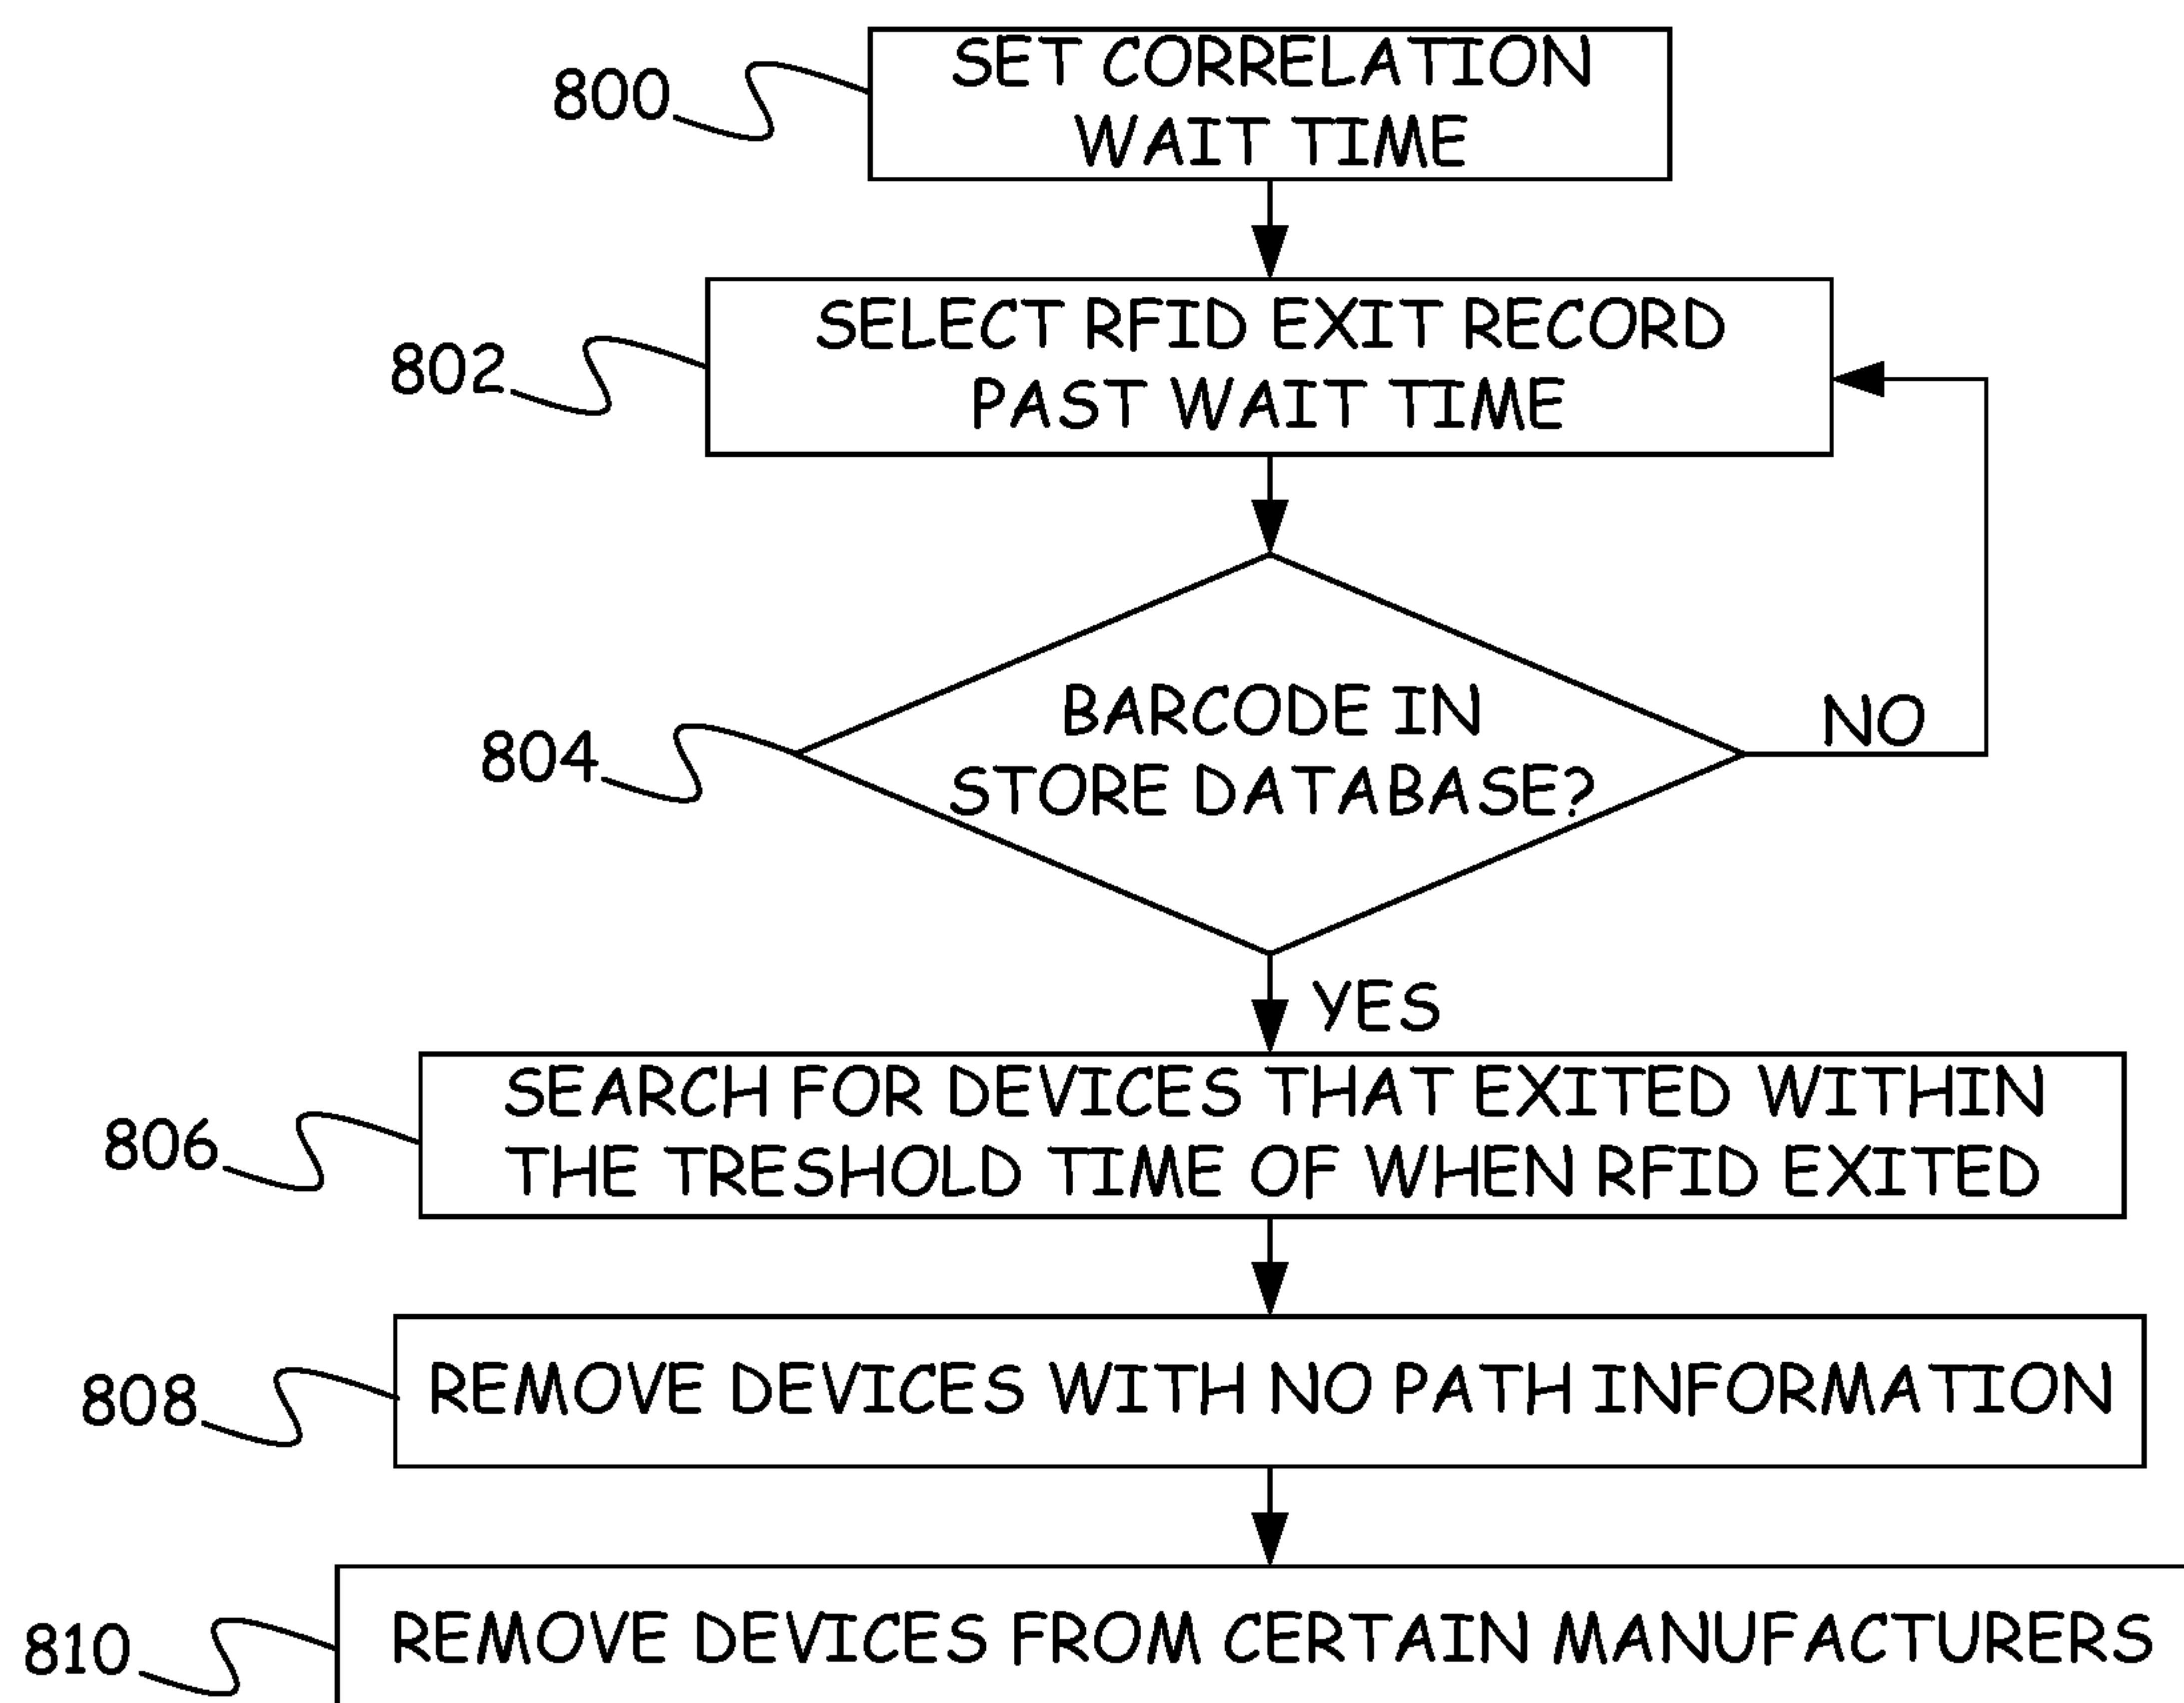 800
SET CORRELATION
WAIT TIME
802
SELECT RFID EXIT RECORD
PAST WAIT TIME
804
BARCODE IN
STORE DATABASE?
NO
YES
806
SEARCH FOR DEVICES THAT EXITED WITHIN
THE TRESHOLD TIME OF WHEN RFID EXITED
808
REMOVE DEVICES WITH NO PATH INFORMATION
810
REMOVE DEVICES FROM CERTAIN MANUFACTURERS